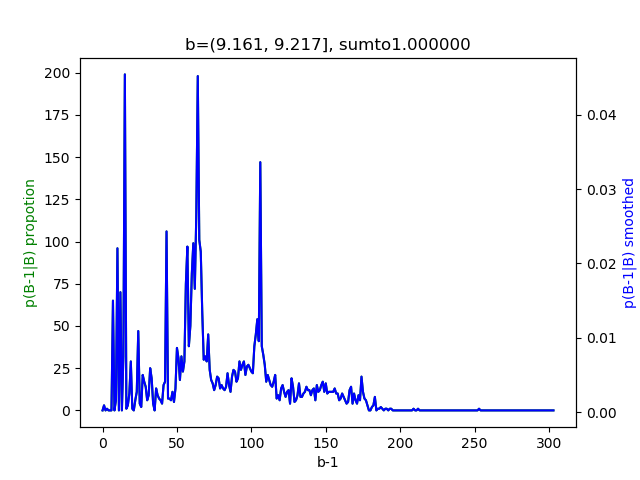 b=(9.161, 9.217], sumto1.000000
200
175
150
125
100
75
50
25
0
p(B-1|B) propotion
0.04
0.03
0.02
0.01
0.00
p(B-1|B) smoothed
0 50 100 150 200 250 300
b-1